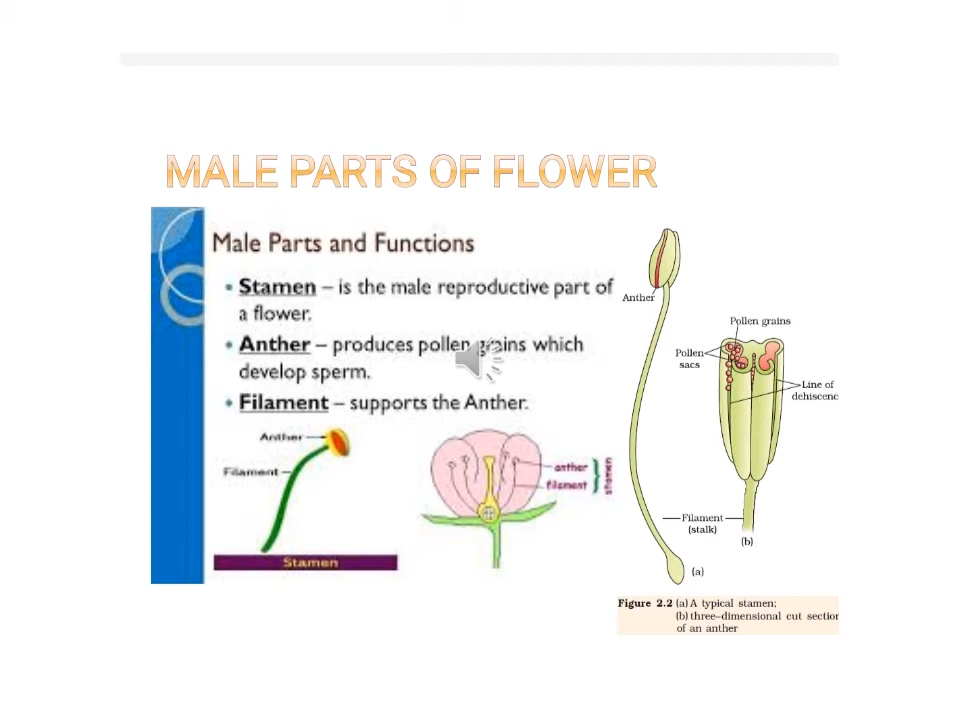 MALE PARTS OF FLOWER
Male Parts and Functions
• Stamen – is the male reproductive part of
a flower.
• Anther – produces pollen grains which
develop sperm.
• Filament – supports the Anther.
Anther
Filament
Stamen
anther
filament
stamen
Anther
Pollen grains
Pollen
sacs
Line of
dehiscenc
Filament
(stalk)
(b)
(a)
Figure 2.2 (a) A typical stamen;
(b) three–dimensional cut section
of an anther